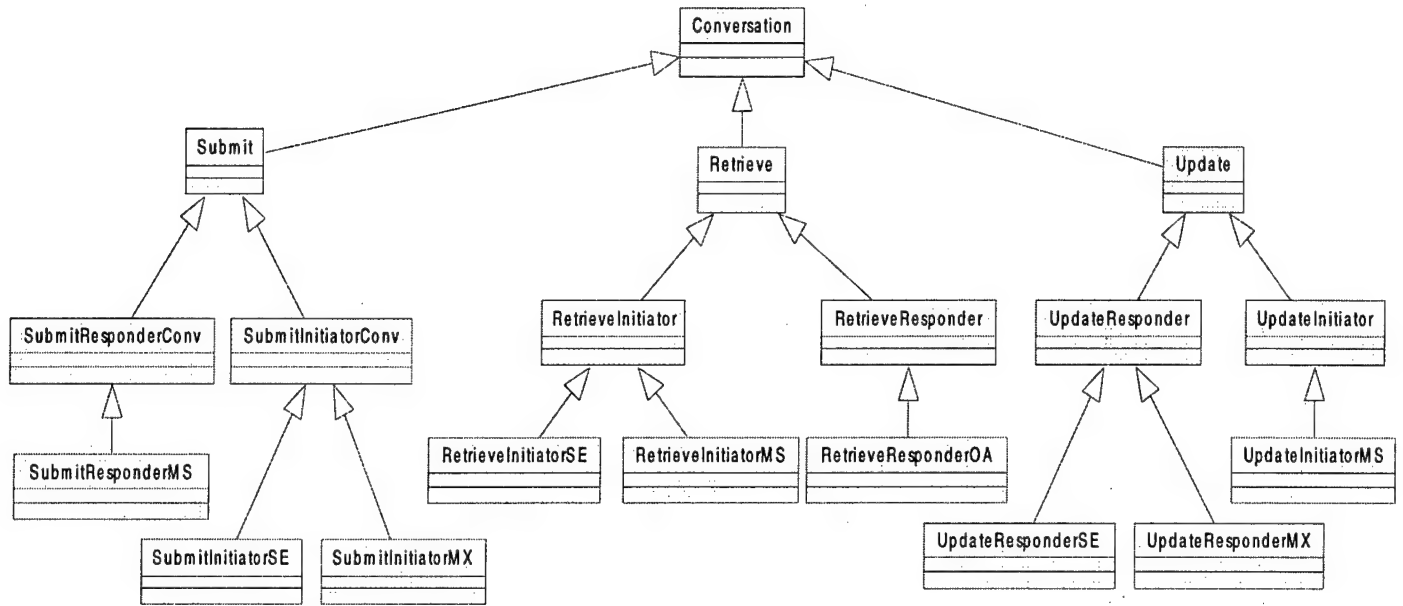 Conversation
Submit
Retrieve
Update
SubmitResponderConv
SubmitInitiatorConv
RetrieveInitiator
RetrieveResponder
UpdateResponder
UpdateInitiator
SubmitResponderMS
RetrieveInitiatorSE
RetrieveInitiatorMS
RetrieveResponderOA
UpdateInitiatorMS
SubmitInitiatorSE
SubmitInitiatorMX
UpdateResponderSE
UpdateResponderMX